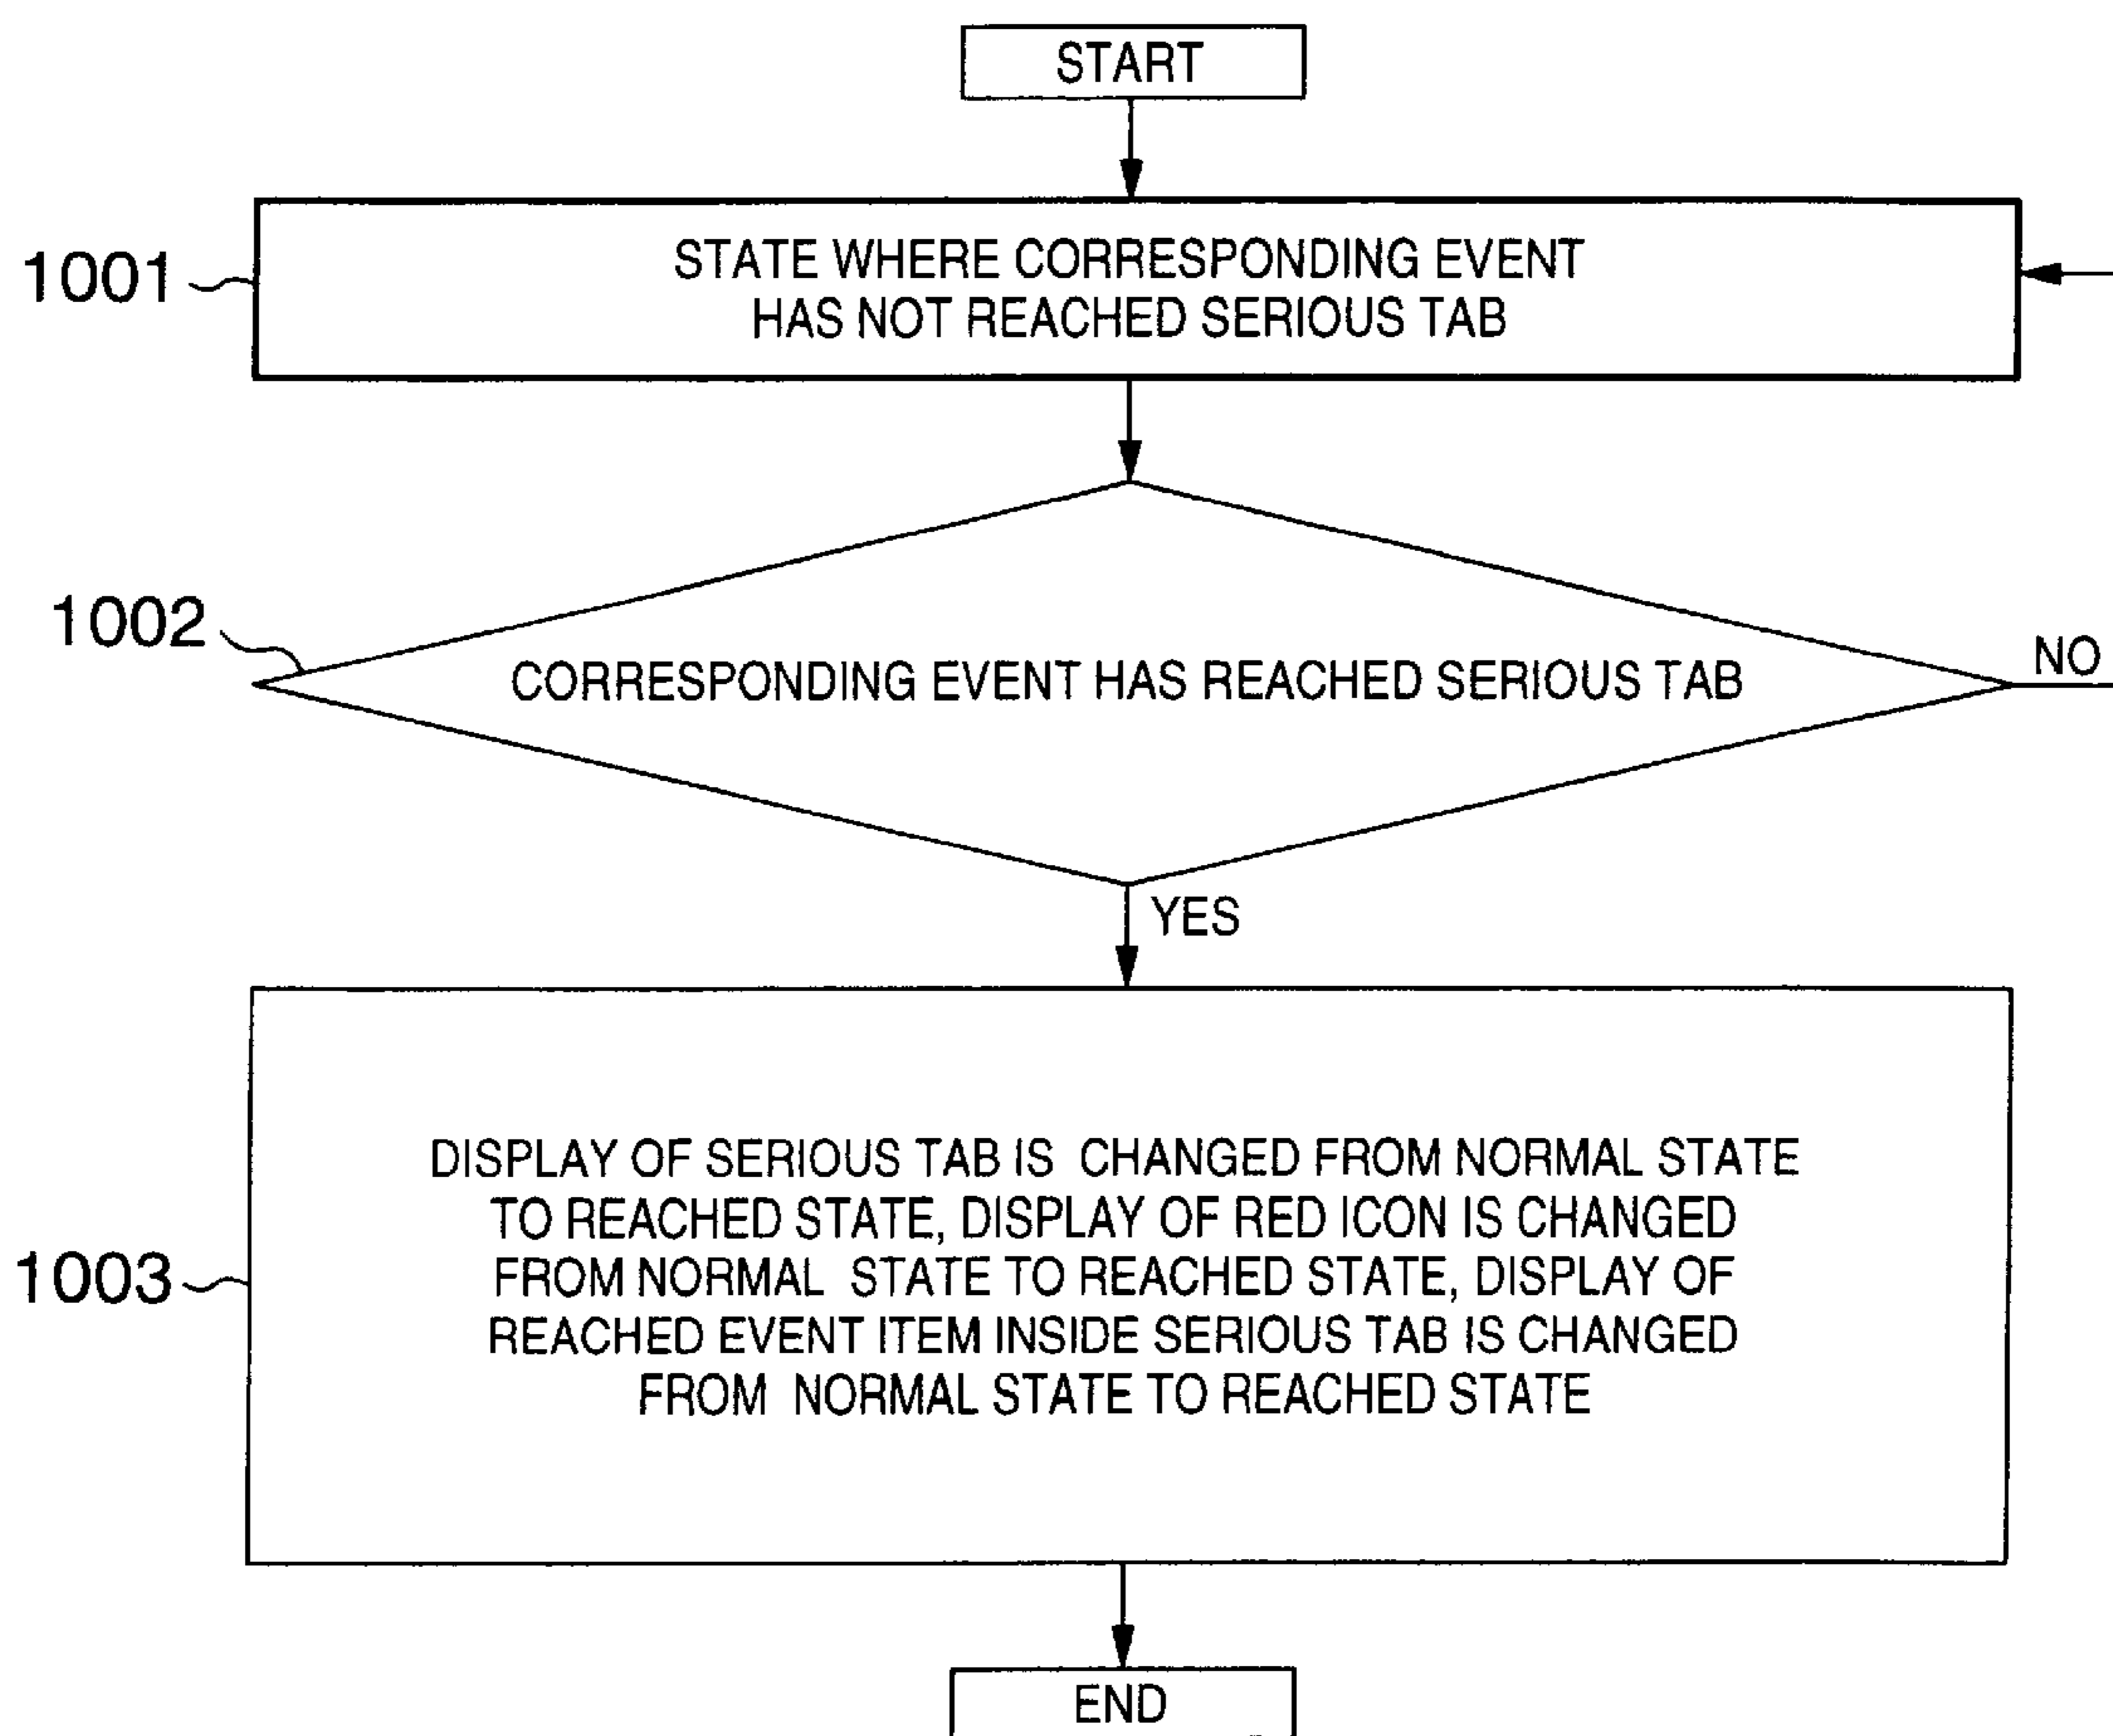 START
1001
STATE WHERE CORRESPONDING EVENT
HAS NOT REACHED SERIOUS TAB
1002
CORRESPONDING EVENT HAS REACHED SERIOUS TAB
NO
YES
1003
DISPLAY OF SERIOUS TAB IS CHANGED FROM NORMAL STATE
TO REACHED STATE, DISPLAY OF RED ICON IS CHANGED
FROM NORMAL STATE TO REACHED STATE, DISPLAY OF
REACHED EVENT ITEM INSIDE SERIOUS TAB IS CHANGED
FROM NORMAL STATE TO REACHED STATE
END